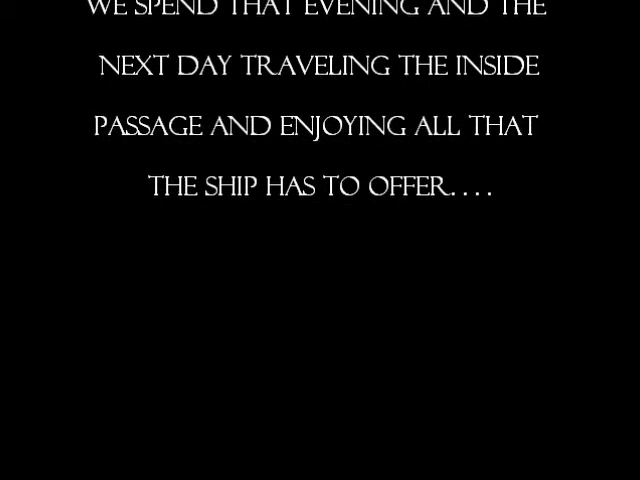 WE SPEND THAT EVENING AND THE
NEXT DAY TRAVELING THE INSIDE
PASSAGE AND ENJOYING ALL THAT
THE SHIP HAS TO OFFER....